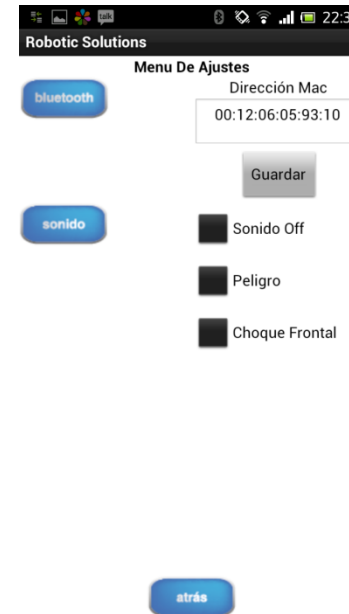 talk 22:3
Robotic Solutions
Menu De Ajustes
bluetooth
Dirección Mac
00:12:06:05:93:10
Guardar
sonido
Sonido Off
Peligro
Choque Frontal
atrás